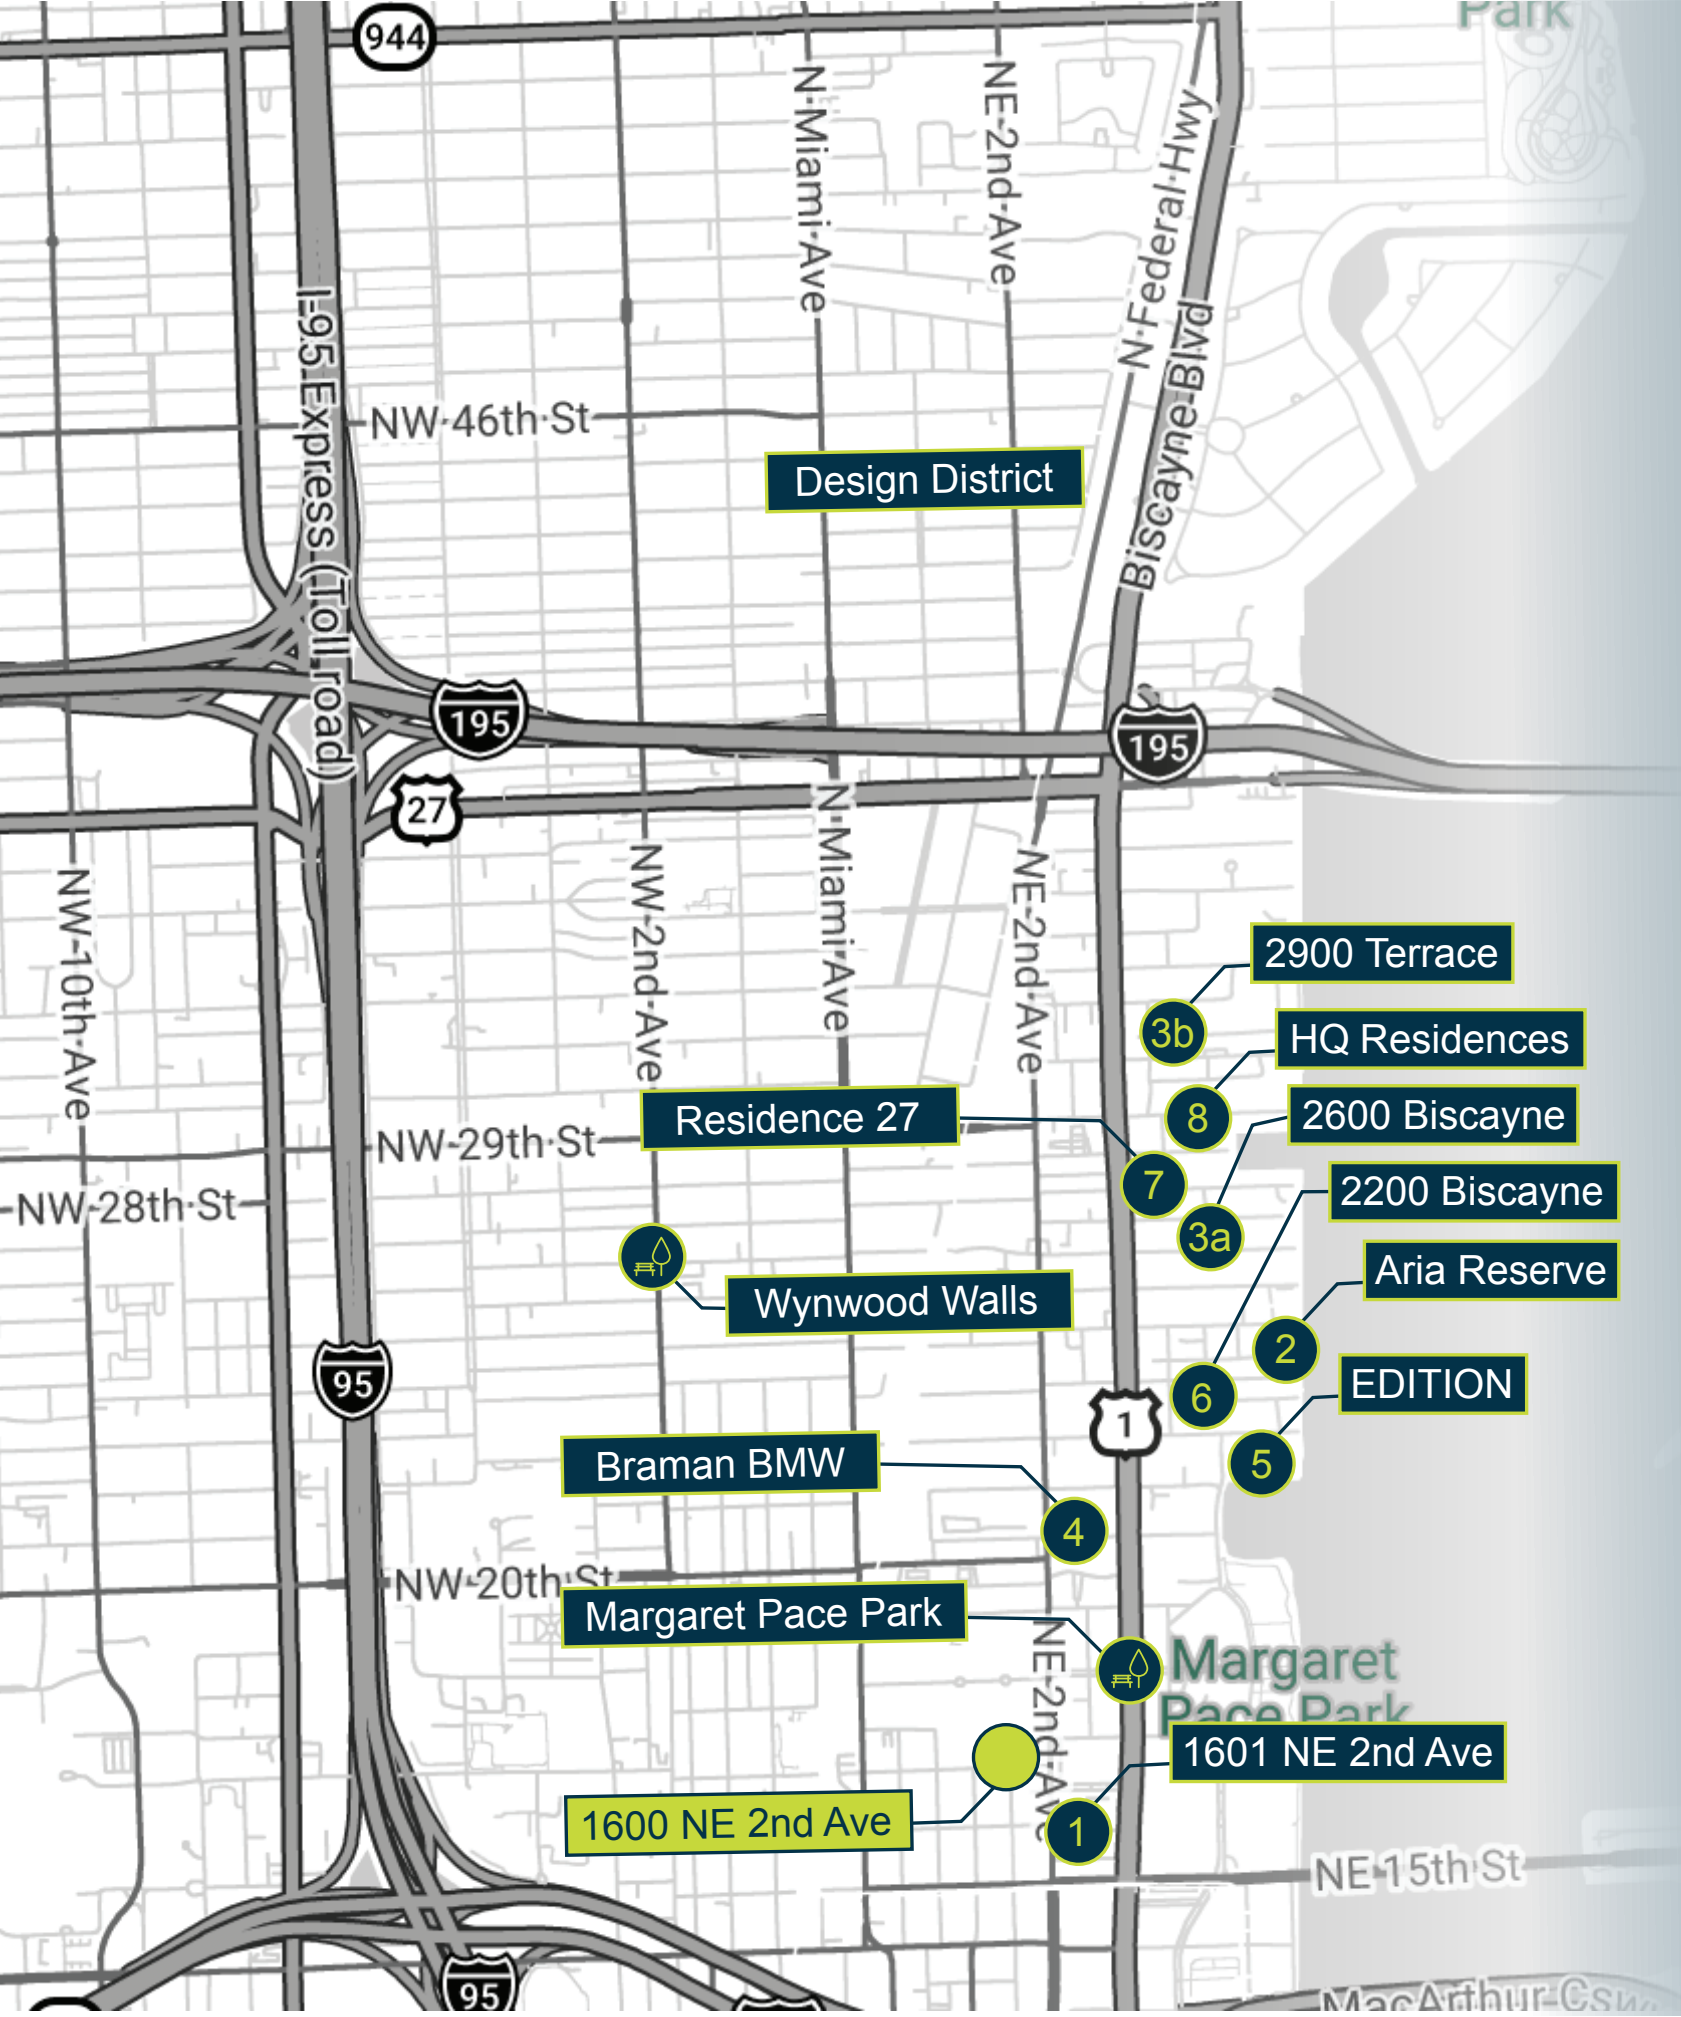 Park
944
N Miami Ave
NE 2nd Ave
N Federal Hwy
Biscayne Blvd
I-95 Express (Toll road)
NW 46th St
Design District
195
195
27
NW 10th Ave
NW 2nd Ave
N Miami Ave
NE 2nd Ave
2900 Terrace
3b
HQ Residences
8
2600 Biscayne
Residence 27
NW 29th St
7
2200 Biscayne
NW 28th St
3a
Aria Reserve
Wynwood Walls
2
95
EDITION
6
1
5
Braman BMW
4
NW 20th St
Margaret Pace Park
NE 2nd Ave
Margaret
Pace Park
1601 NE 2nd Ave
1600 NE 2nd Ave
1
NE 15th St
95
MacArthur Csw